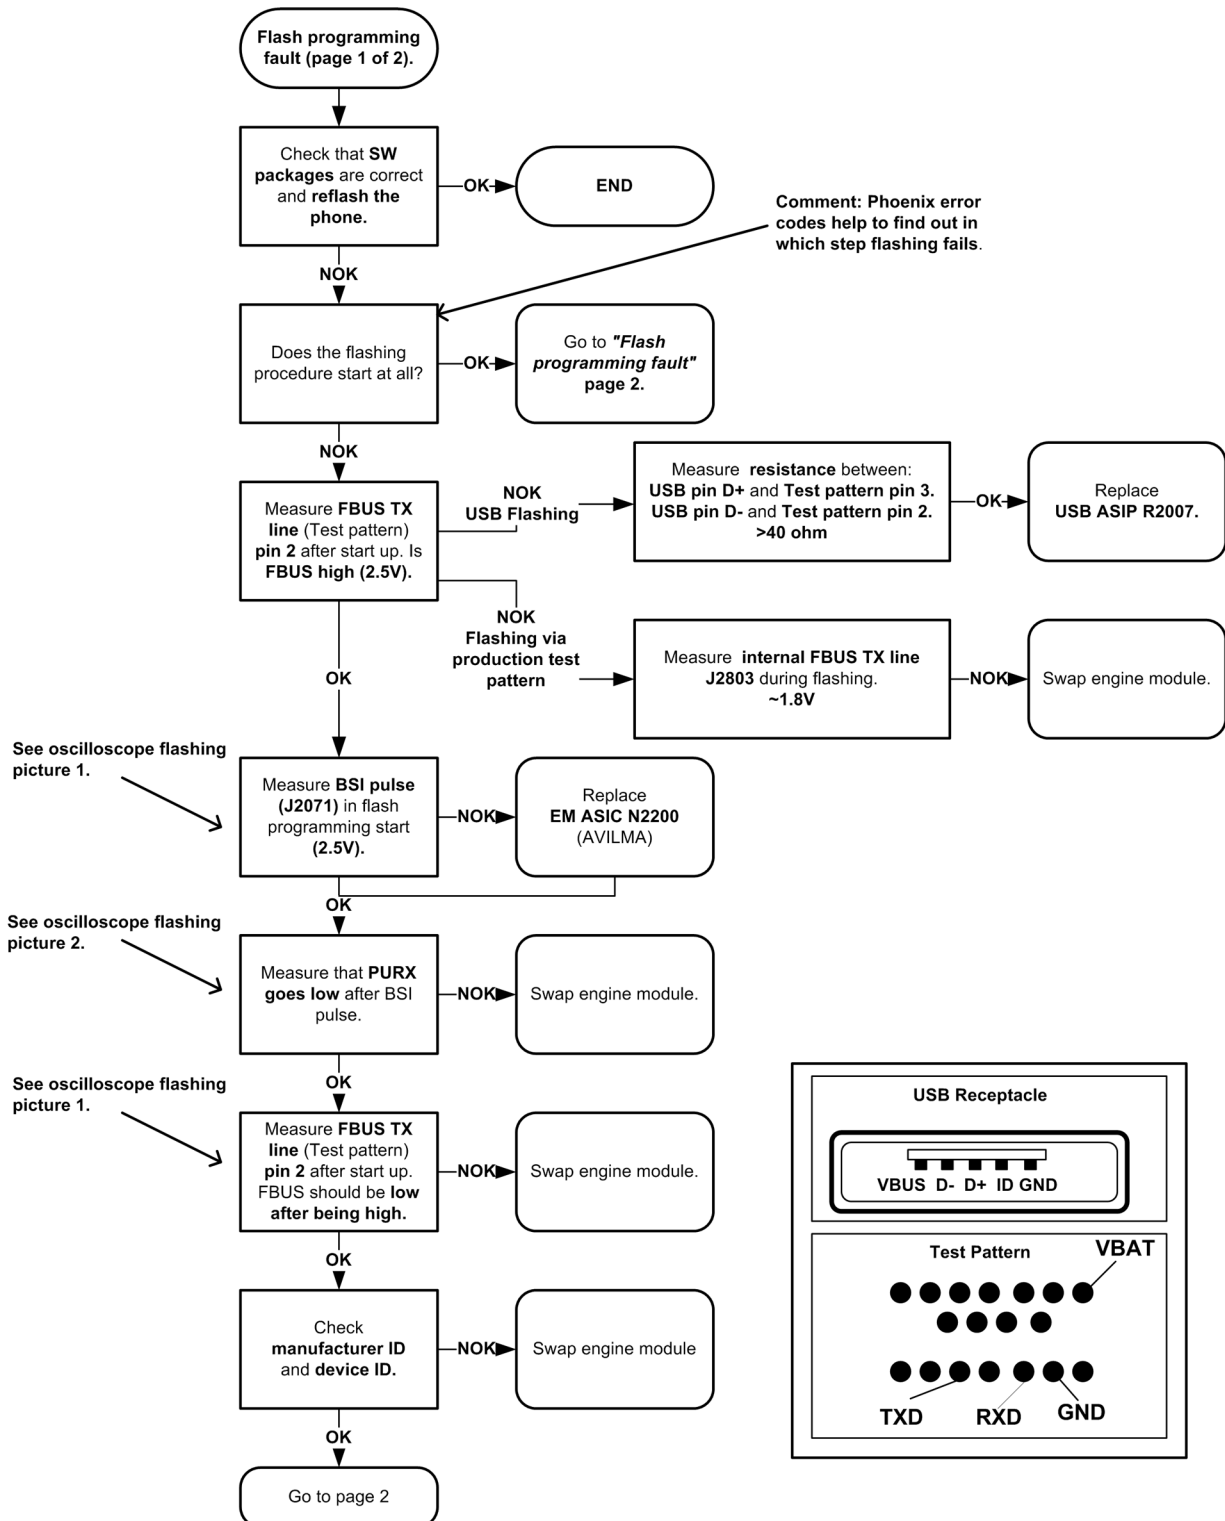 Flash programming
fault (page 1 of 2).
Check that SW
packages are correct
and reflash the
phone.
OK
END
Comment: Phoenix error
codes help to find out in
which step flashing fails.
NOK
Does the flashing
procedure start at all?
OK
Go to "Flash
programming fault"
page 2.
NOK
Measure FBUS TX
line (Test pattern)
pin 2 after start up. Is
FBUS high (2.5V).
NOK
USB Flashing
Measure resistance between:
USB pin D+ and Test pattern pin 3.
USB pin D- and Test pattern pin 2.
>40 ohm
OK
Replace
USB ASIP R2007.
NOK
Flashing via
production test
pattern
Measure internal FBUS TX line
J2803 during flashing.
~1.8V
NOK
Swap engine module.
OK
See oscilloscope flashing
picture 1.
Measure BSI pulse
(J2071) in flash
programming start
(2.5V).
NOK
Replace
EM ASIC N2200
(AVILMA)
OK
See oscilloscope flashing
picture 2.
Measure that PURX
goes low after BSI
pulse.
NOK
Swap engine module.
OK
See oscilloscope flashing
picture 1.
Measure FBUS TX
line (Test pattern)
pin 2 after start up.
FBUS should be low
after being high.
NOK
Swap engine module.
OK
Check
manufacturer ID
and device ID.
NOK
Swap engine module
OK
Go to page 2
USB Receptacle
VBUS D- D+ ID GND
Test Pattern
VBAT
TXD
RXD
GND